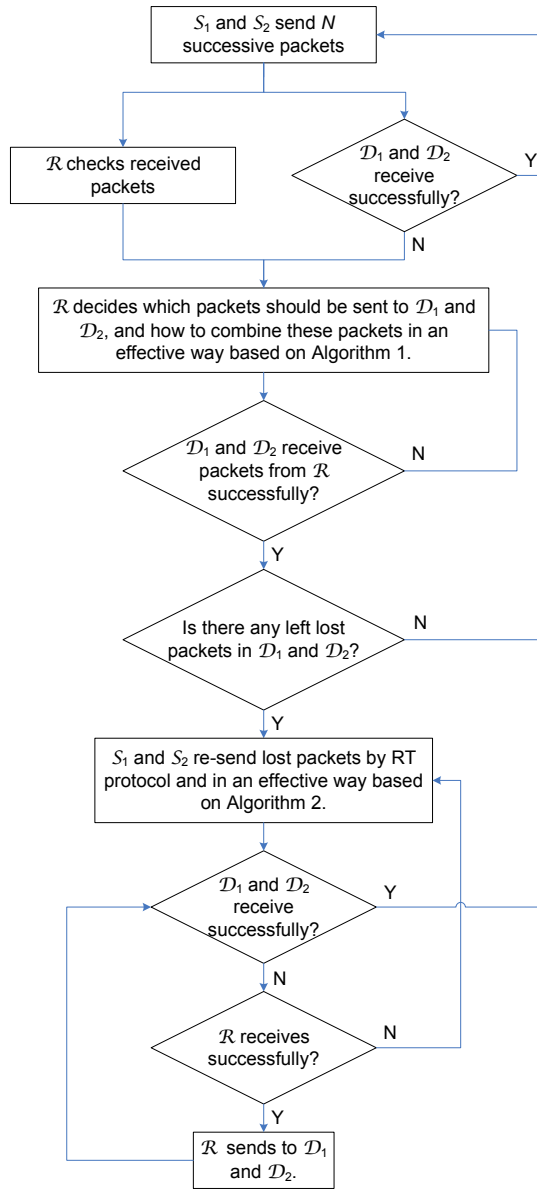 𝒮₁ and 𝒮₂ send N
successive packets
ℛ checks received
packets
𝒟₁ and 𝒟₂
receive
successfully?
Y
N
ℛ decides which packets should be sent to 𝒟₁ and
𝒟₂, and how to combine these packets in an
effective way based on Algorithm 1.
𝒟₁ and 𝒟₂ receive
packets from ℛ
successfully?
N
Y
Is there any left lost
packets in 𝒟₁ and 𝒟₂?
N
Y
𝒮₁ and 𝒮₂ re-send lost packets by RT
protocol and in an effective way based
on Algorithm 2.
𝒟₁ and 𝒟₂
receive
successfully?
Y
N
ℛ receives
successfully?
N
Y
ℛ sends to 𝒟₁
and 𝒟₂.